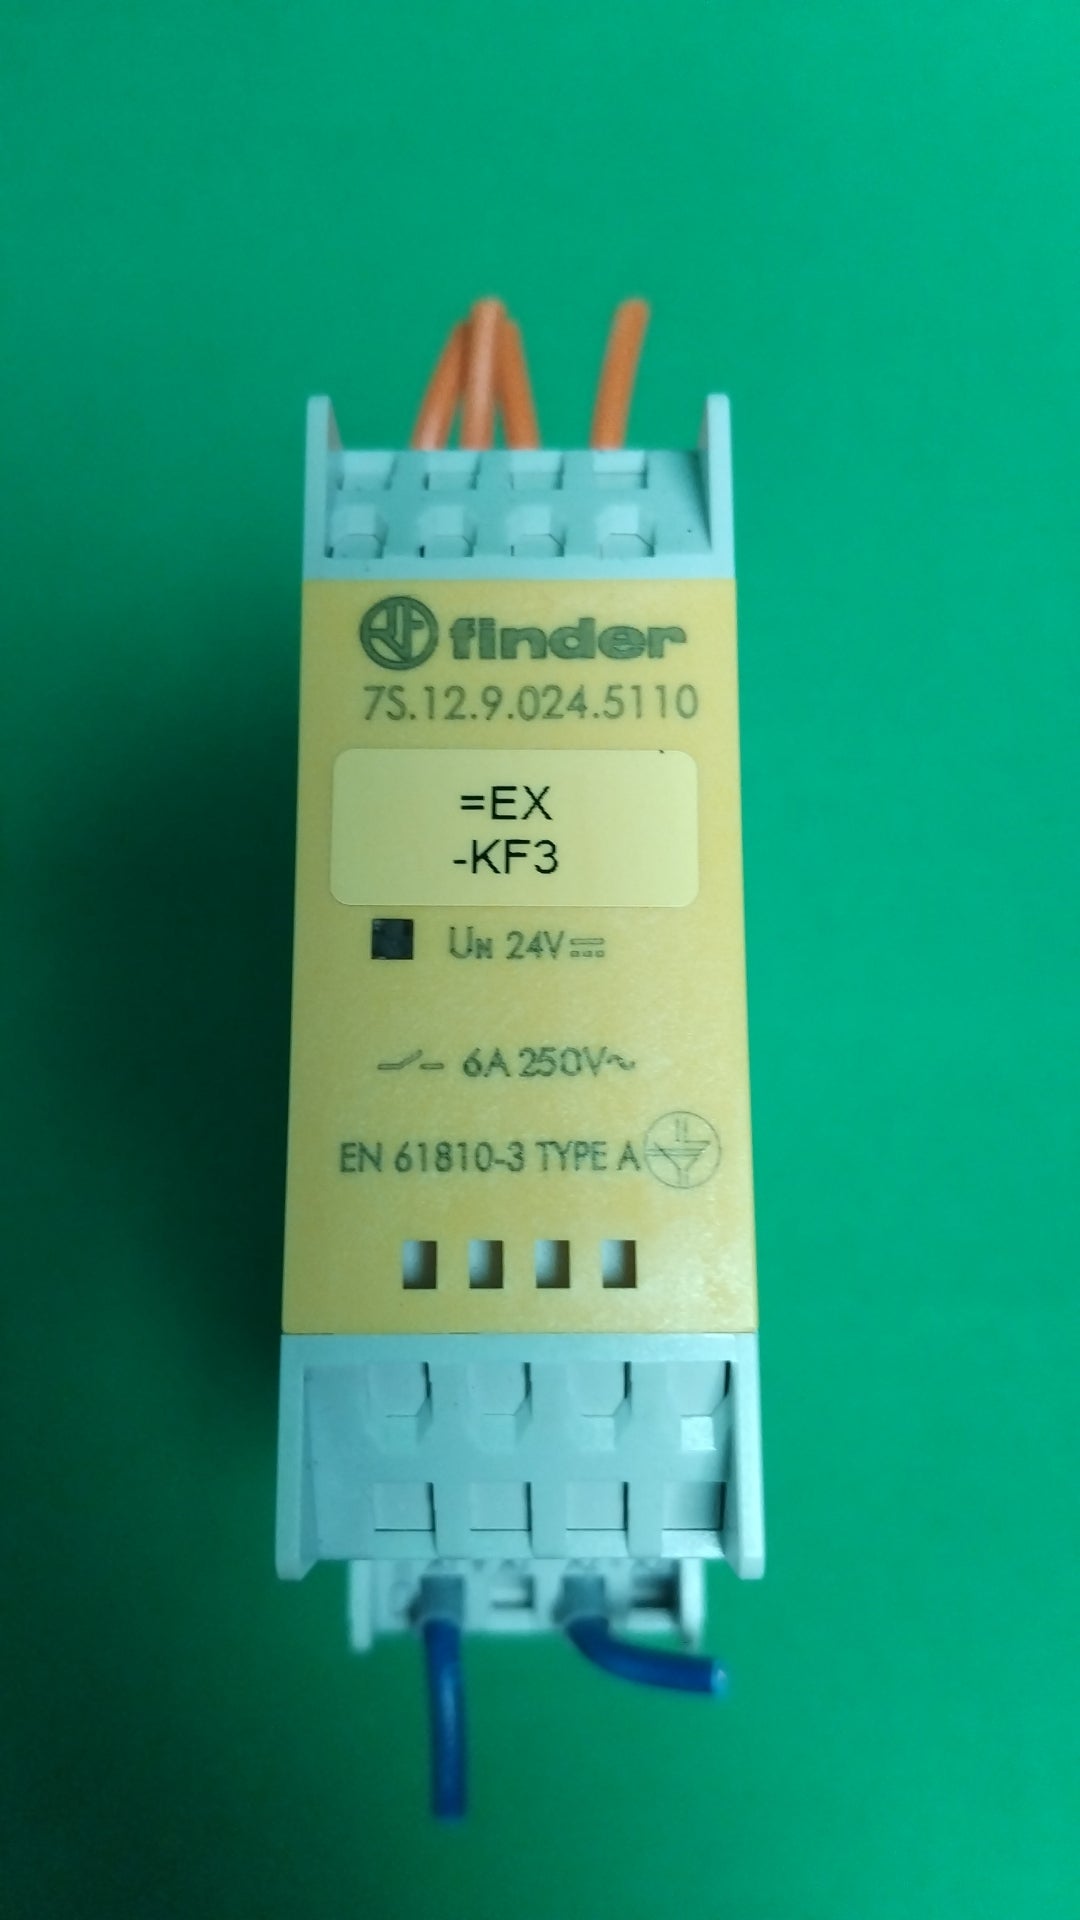 finder
7S.12.9.024.5110
=EX
-KF3
UN 24V⎓
6A 250V~
EN 61810-3 TYPE A